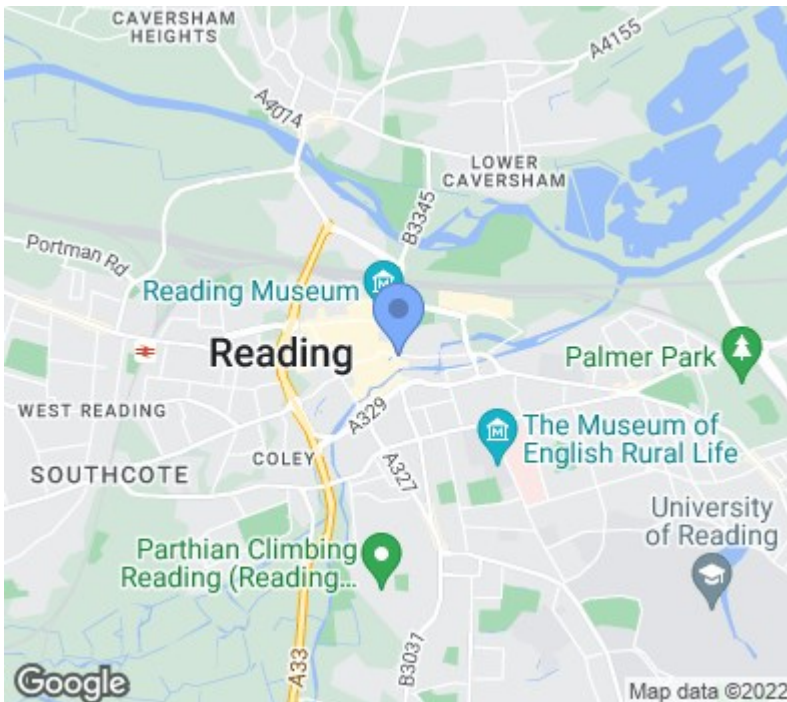 CAVERSHAM
HEIGHTS
A4155
A4074
LOWER
CAVERSHAM
B3345
Portman Rd
Reading Museum
Reading
Palmer Park
WEST READING
A329
The Museum of
English Rural Life
COLEY
A327
SOUTHCOTE
University
of Reading
Parthian Climbing
Reading (Reading...
A33
B3031
Google
Map data ©2022